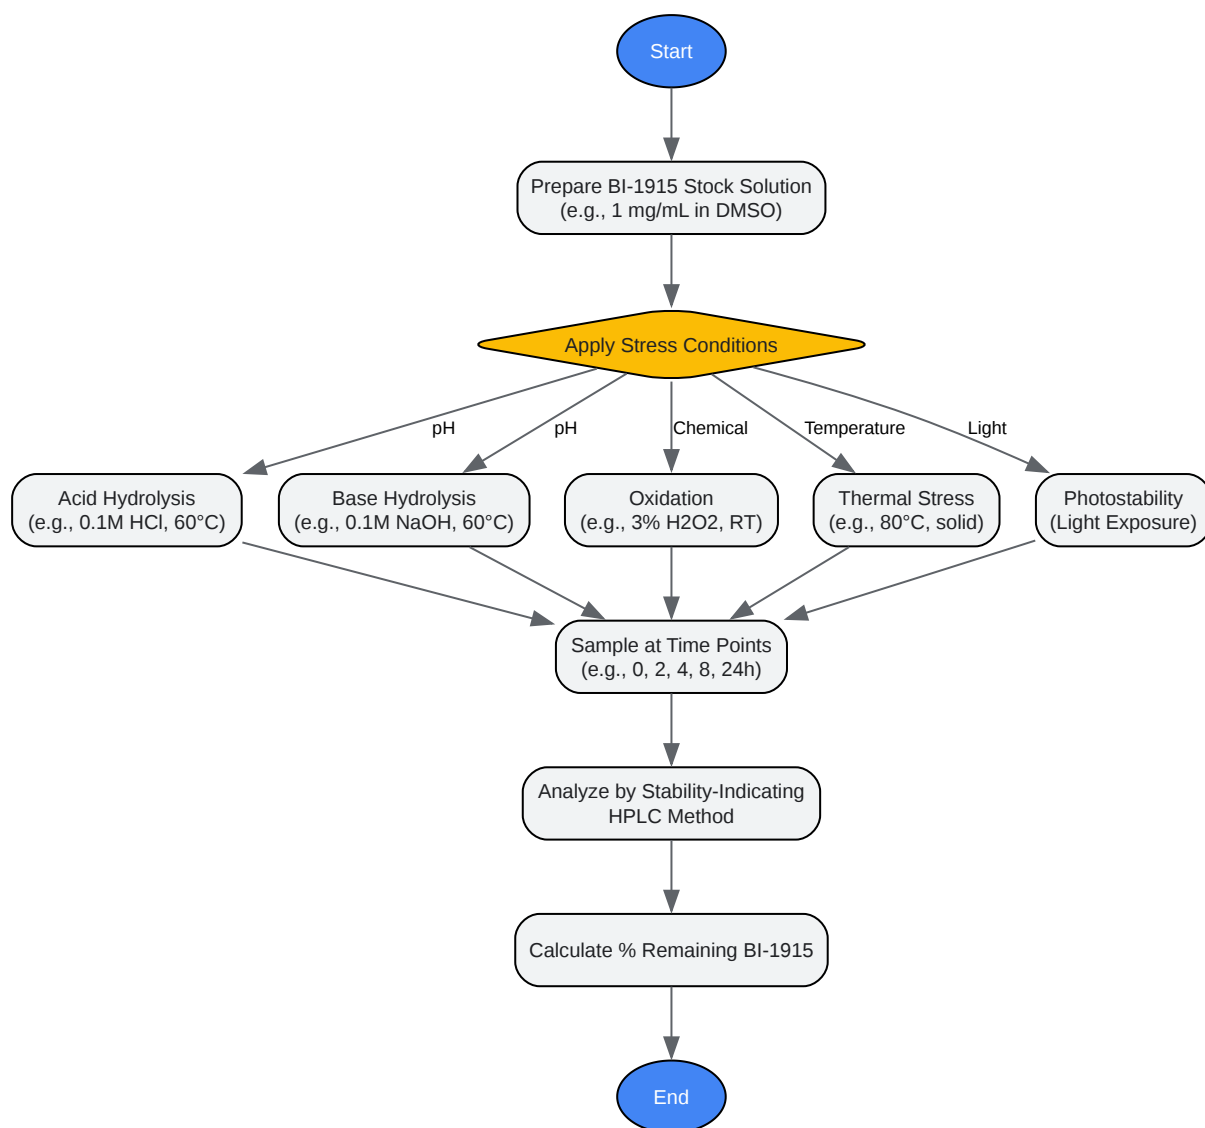 Start
Prepare BI-1915 Stock Solution
(e.g., 1 mg/mL in DMSO)
Apply Stress Conditions
pH
pH
Chemical
Temperature
Light
Acid Hydrolysis
(e.g., 0.1M HCl, 60°C)
Base Hydrolysis
(e.g., 0.1M NaOH, 60°C)
Oxidation
(e.g., 3% H2O2, RT)
Thermal Stress
(e.g., 80°C, solid)
Photostability
(Light Exposure)
Sample at Time Points
(e.g., 0, 2, 4, 8, 24h)
Analyze by Stability-Indicating
HPLC Method
Calculate % Remaining BI-1915
End